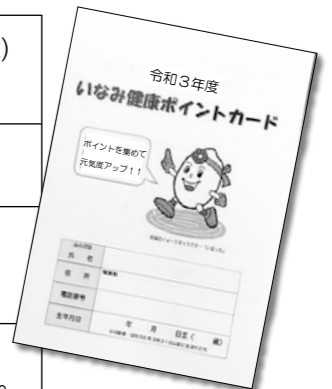 )
令和3年度
いなみ健康ポイントカード
ポイントを集めて
元気度アップ!!
ふりがな
氏 名
住 所 稲美町
電話番号
生年月日 年 月 日生( 歳)
。